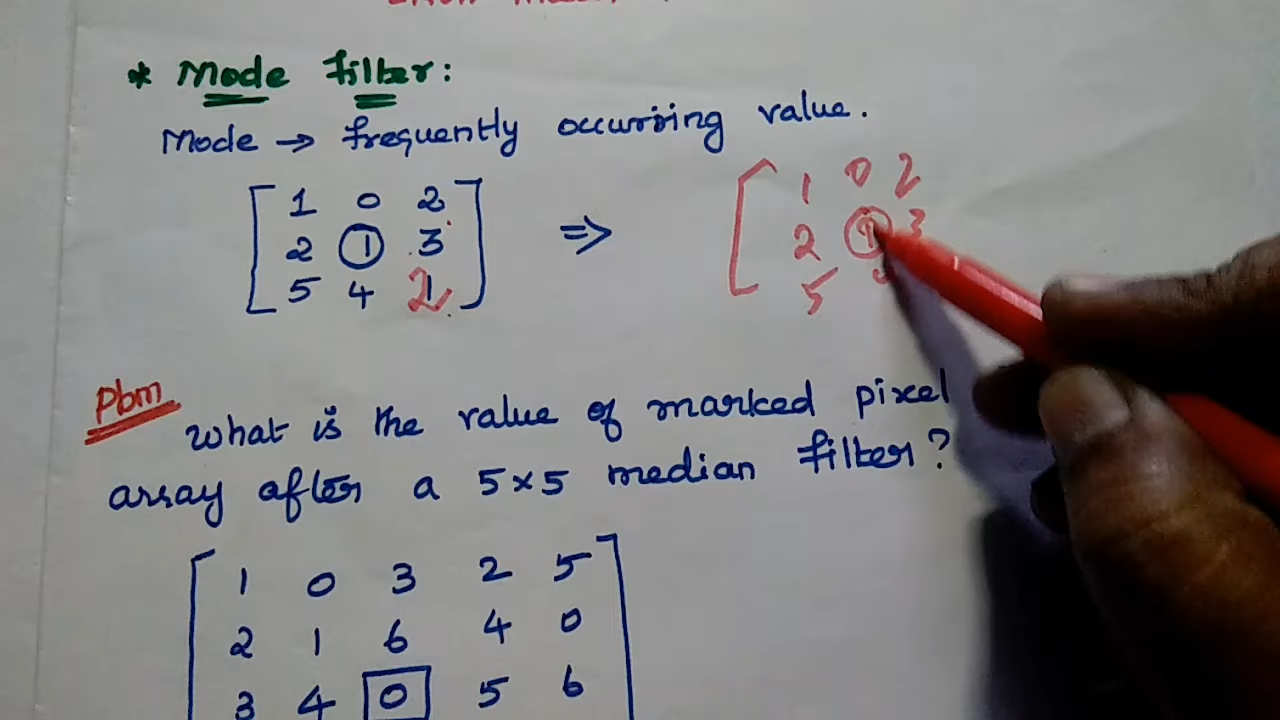 * Mode Filter:
Mode → frequently occurring value.
1 0 2 1 0 2
2 1 3 ⇒ 2 1 3
5 4 2 5
Pbm
What is the value of marked pixel
array after a 5×5 median filter?
1 0 3 2 5
2 1 6 4 0
3 4 0 5 6